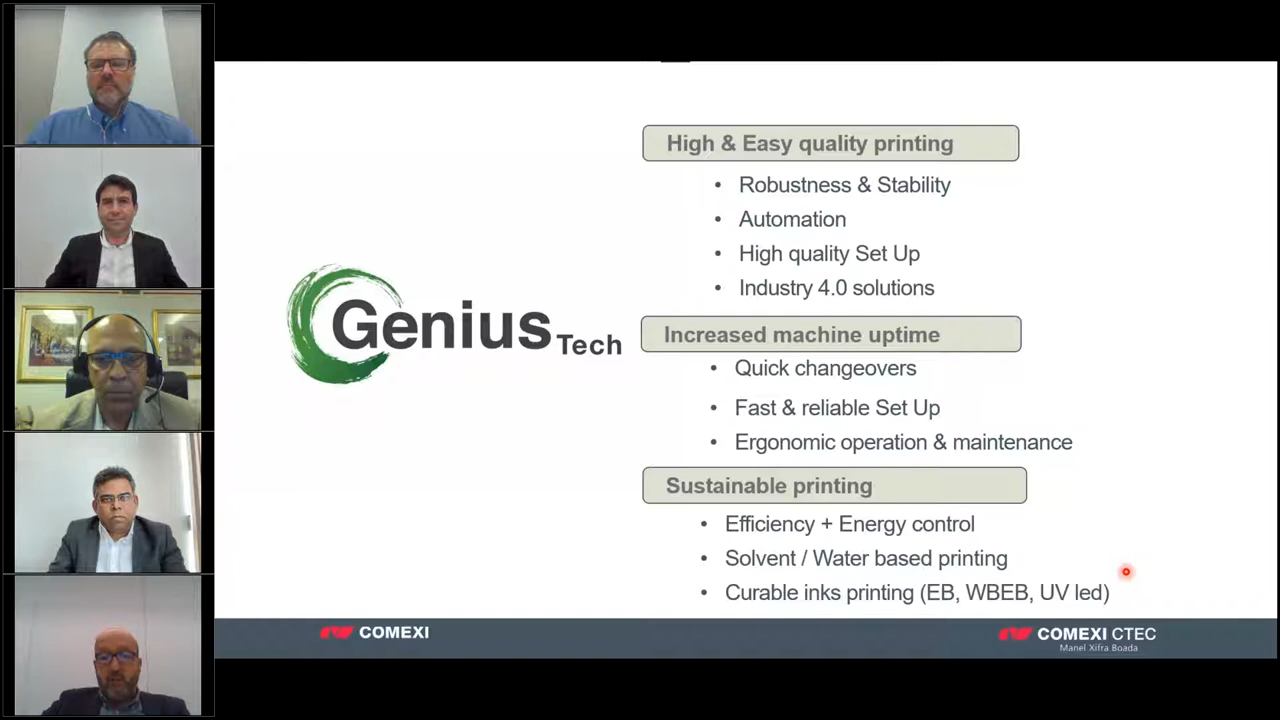 High & Easy quality printing
• Robustness & Stability
• Automation
• High quality Set Up
• Industry 4.0 solutions
Genius Tech
Increased machine uptime
• Quick changeovers
• Fast & reliable Set Up
• Ergonomic operation & maintenance
Sustainable printing
• Efficiency + Energy control
• Solvent / Water based printing
• Curable inks printing (EB, WBEB, UV led)
COMEXI
COMEXI CTEC
Manel Xifra Boada